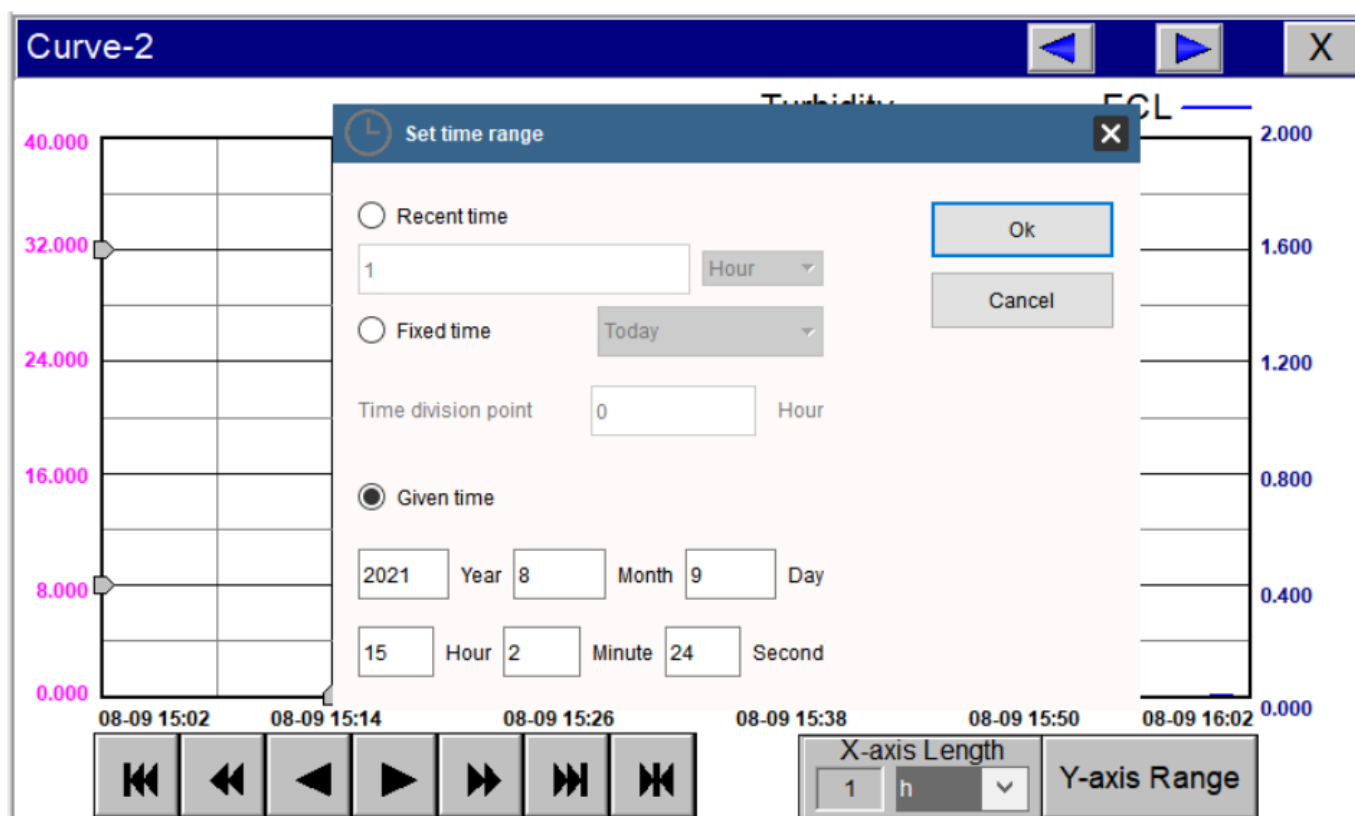 Curve-2 X
Turbidity FCL
Set time range
40.000 2.000
Recent time
Ok
32.000 1 Hour 1.600
Cancel
Fixed time Today
24.000 1.200
Time division point 0 Hour
16.000 0.800
Given time
8.000 2021 Year 8 Month 9 Day 0.400
15 Hour 2 Minute 24 Second
0.000 0.000
08-09 15:02 08-09 15:14 08-09 15:26 08-09 15:38 08-09 15:50 08-09 16:02
X-axis Length
1 h
Y-axis Range